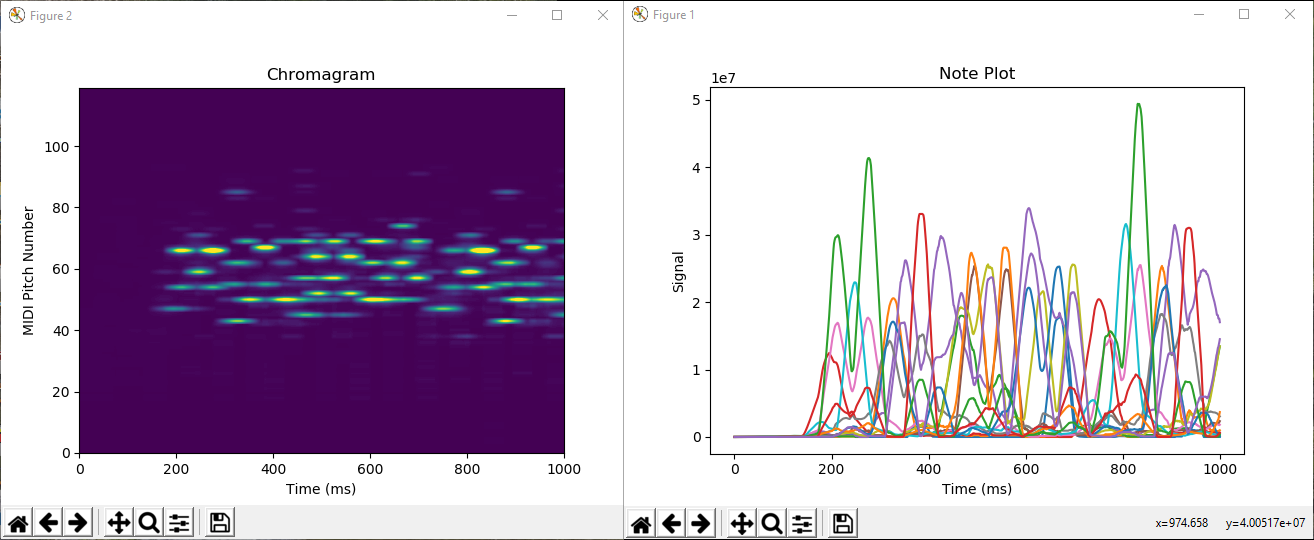 Figure 2
Chromagram
MIDI Pitch Number
100
80
60
40
20
0
0 200 400 600 800 1000
Time (ms)
Figure 1
1e7
Note Plot
Signal
5
4
3
2
1
0
0 200 400 600 800 1000
Time (ms)
x=974.658 y=4.00517e+07